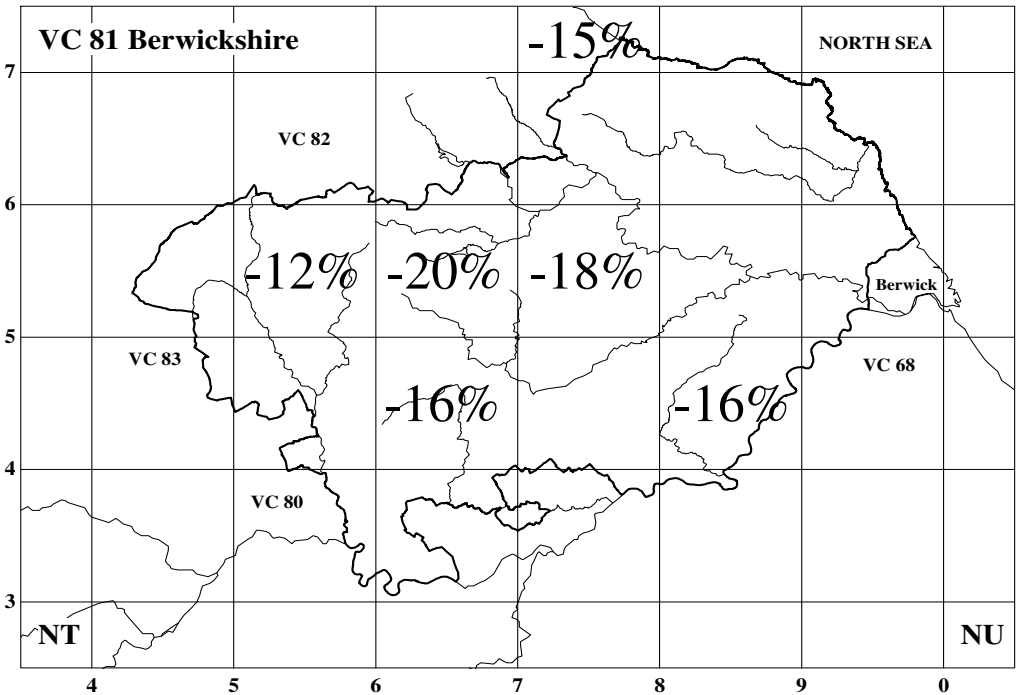 VC 81 Berwickshire
-15%
NORTH SEA
7
VC 82
6
-12%
-20%
-18%
Berwick
5
VC 83
VC 68
-16%
-16%
4
VC 80
3
NT
NU
4 5 6 7 8 9 0